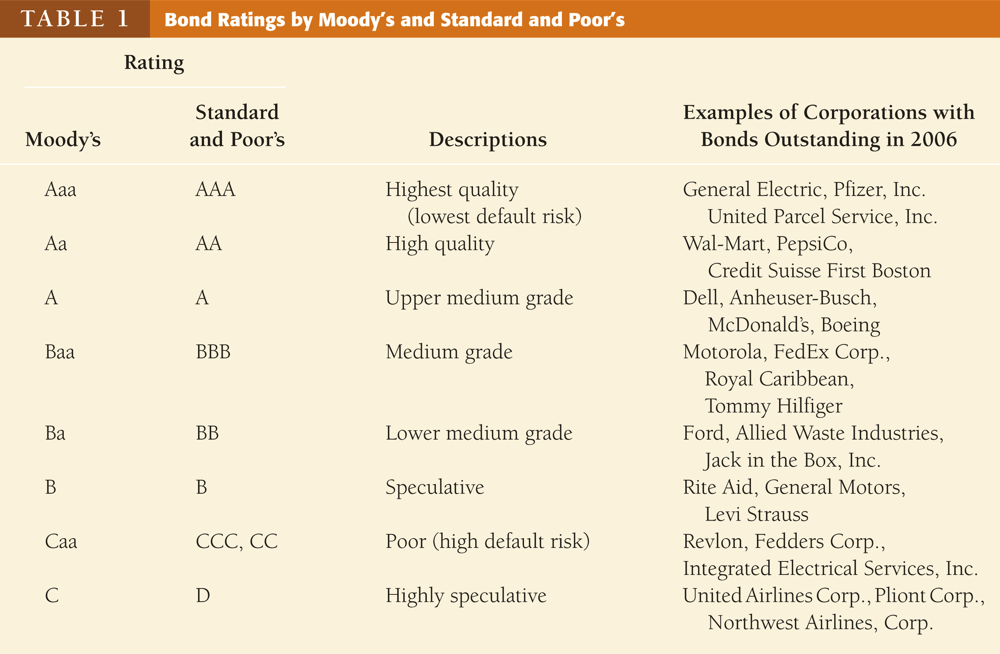 TABLE 1 Bond Ratings by Moody's and Standard and Poor's
Rating
Standard Examples of Corporations with
Moody's and Poor's Descriptions Bonds Outstanding in 2006
Aaa AAA Highest quality General Electric, Pfizer, Inc.
(lowest default risk) United Parcel Service, Inc.
Aa AA High quality Wal-Mart, PepsiCo,
Credit Suisse First Boston
A A Upper medium grade Dell, Anheuser-Busch,
McDonald's, Boeing
Baa BBB Medium grade Motorola, FedEx Corp.,
Royal Caribbean,
Tommy Hilfiger
Ba BB Lower medium grade Ford, Allied Waste Industries,
Jack in the Box, Inc.
B B Speculative Rite Aid, General Motors,
Levi Strauss
Caa CCC, CC Poor (high default risk) Revlon, Fedders Corp.,
Integrated Electrical Services, Inc.
C D Highly speculative United Airlines Corp., Pliont Corp.,
Northwest Airlines, Corp.